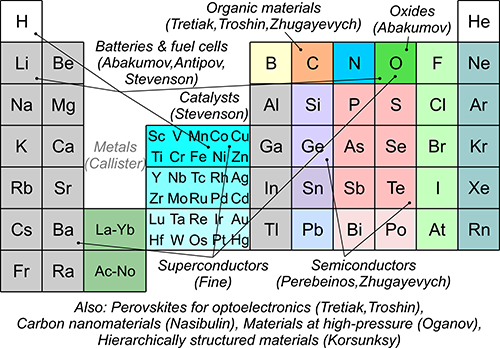 Organic materials
(Tretiak,Troshin,Zhugayevych)
Oxides
(Abakumov)
H
He
Batteries & fuel cells
(Abakumov,Antipov,
Stevenson)
Li Be B C N O F Ne
Catalysts
(Stevenson)
Na Mg Al Si P S Cl Ar
Metals
(Callister)
K Ca Sc V Mn Co Cu Ga Ge As Se Br Kr
Ti Cr Fe Ni Zn
Rb Sr Y Nb Tc Rh Ag In Sn Sb Te I Xe
Zr Mo Ru Pd Cd
Cs Ba La-Yb Lu Ta Re Ir Au Tl Pb Bi Po At Rn
Hf W Os Pt Hg
Fr Ra Ac-No
Superconductors
(Fine)
Semiconductors
(Perebeinos,Zhugayevych)
Also: Perovskites for optoelectronics (Tretiak,Troshin),
Carbon nanomaterials (Nasibulin), Materials at high-pressure (Oganov),
Hierarchically structured materials (Korsunksy)